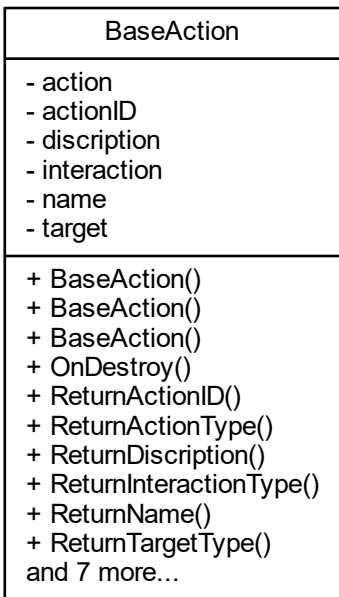 BaseAction
- action
- actionID
- discription
- interaction
- name
- target
+ BaseAction()
+ BaseAction()
+ BaseAction()
+ OnDestroy()
+ ReturnActionID()
+ ReturnActionType()
+ ReturnDiscription()
+ ReturnInteractionType()
+ ReturnName()
+ ReturnTargetType()
and 7 more...